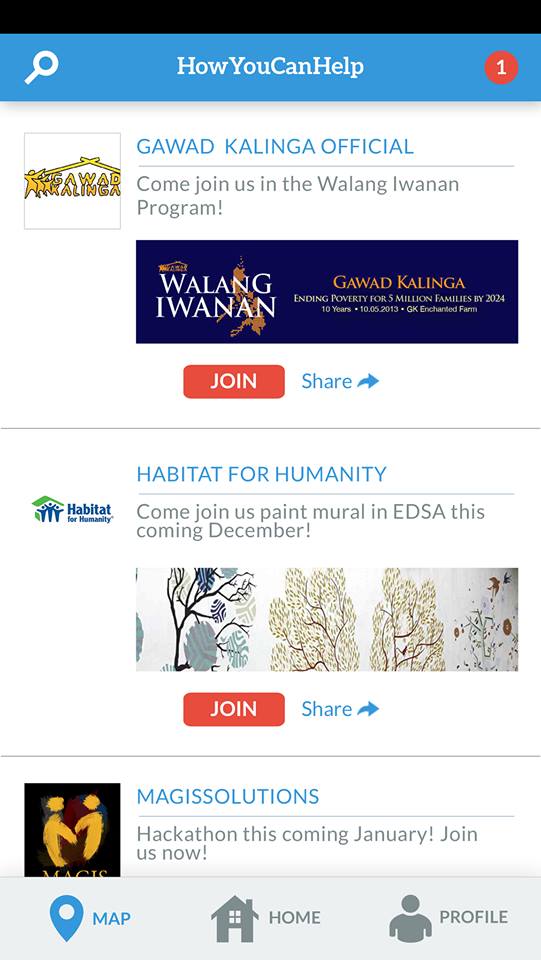 HowYouCanHelp
1
GAWAD KALINGA
GAWAD KALINGA OFFICIAL
Come join us in the Walang Iwanan
Program!
GAWAD KALINGA
WALANG
IWANAN
GAWAD KALINGA
ENDING POVERTY FOR 5 MILLION FAMILIES BY 2024
10 Years • 10.05.2013 • GK Enchanted Farm
JOIN
Share
Habitat
for Humanity®
HABITAT FOR HUMANITY
Come join us paint mural in EDSA this
coming December!
JOIN
Share
MAGIS
MAGISSOLUTIONS
Hackathon this coming January! Join
us now!
MAP
HOME
PROFILE